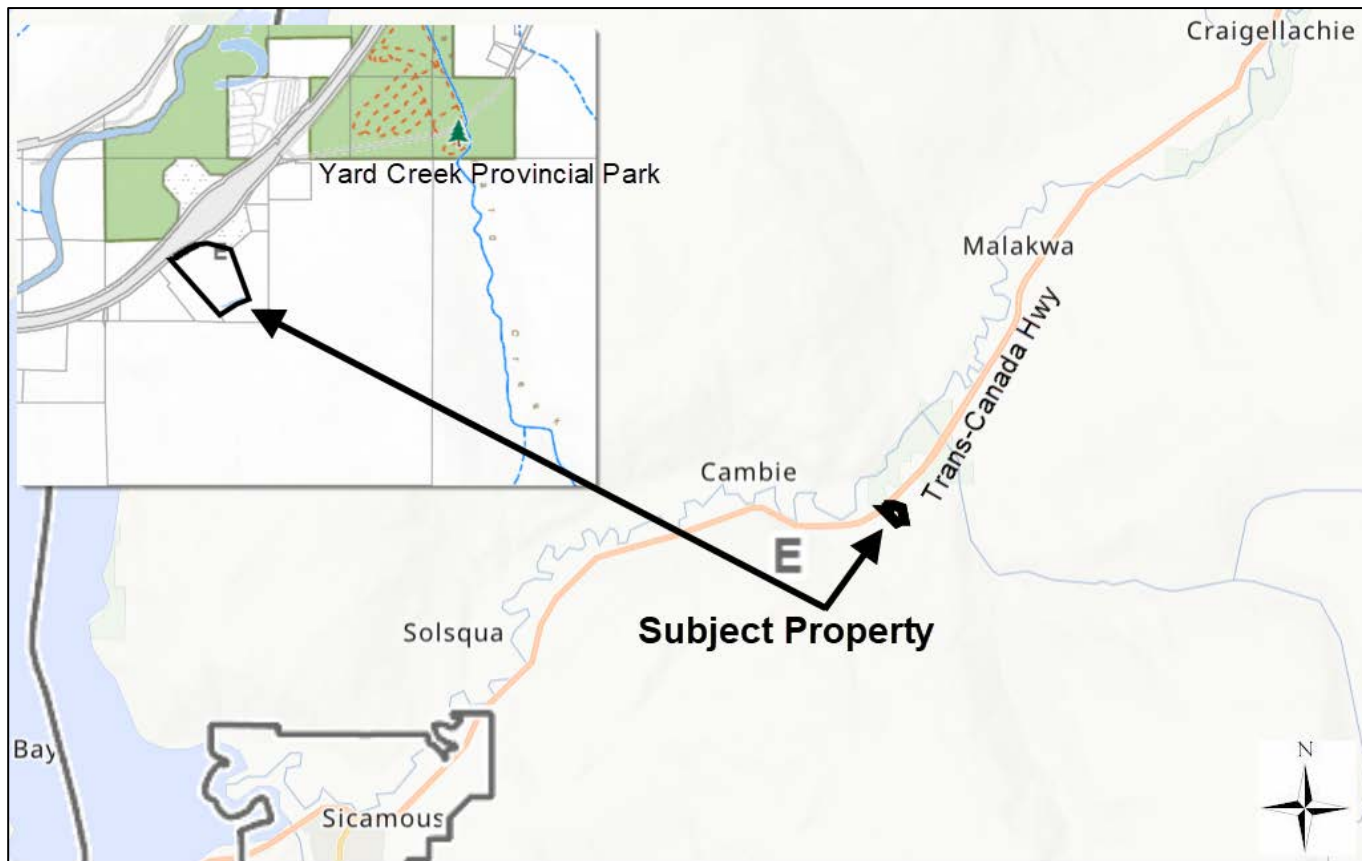 Craigellachie
Yard Creek Provincial Park
E
Malakwa
Trans-Canada Hwy
Cambie
E
Subject Property
Solsqua
Bay
Sicamous
N